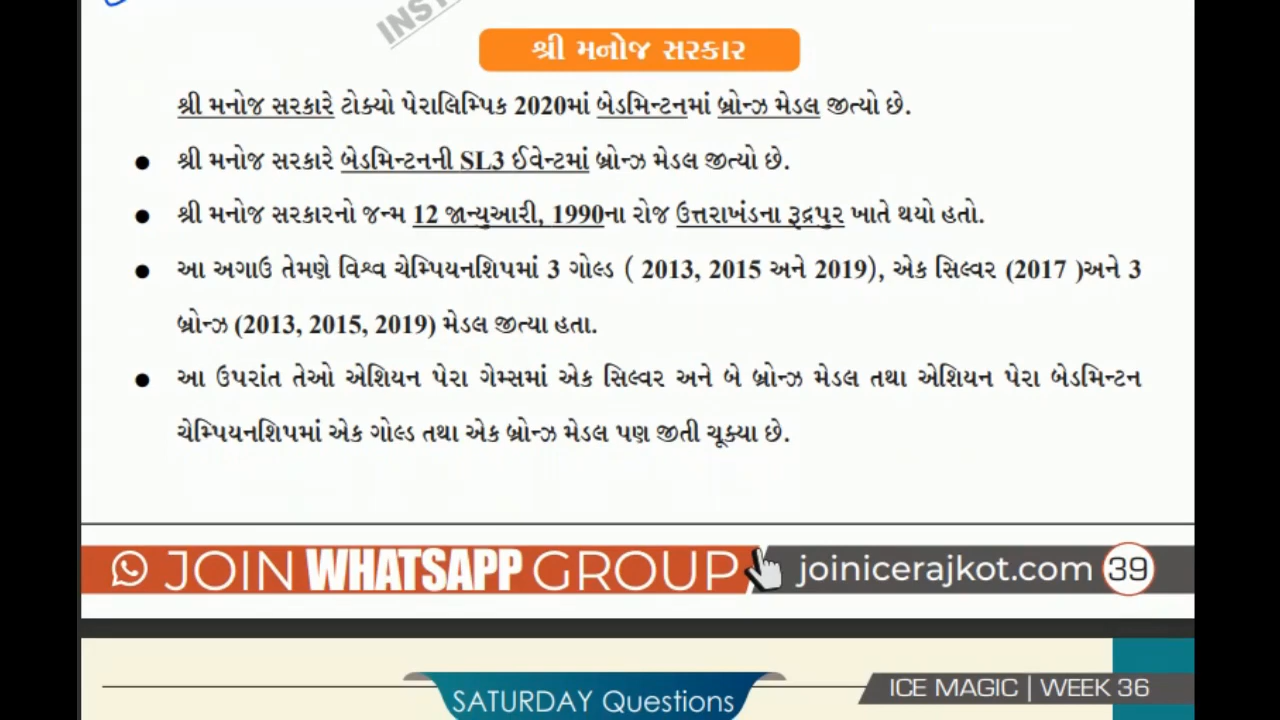 INST
શ્રી મનોજ સરકાર
શ્રી મનોજ સરકારે ટોક્યો પેરાલિમ્પિક 2020માં બેડમિન્ટનમાં બ્રોન્ઝ મેડલ જીત્યો છે.
● શ્રી મનોજ સરકારે બેડમિન્ટનની SL3 ઈવેન્ટમાં બ્રોન્ઝ મેડલ જીત્યો છે.
● શ્રી મનોજ સરકારનો જન્મ 12 જાન્યુઆરી, 1990ના રોજ ઉત્તરાખંડના રૂદ્રપુર ખાતે થયો હતો.
● આ અગાઉ તેમણે વિશ્વ ચેમ્પિયનશિપમાં 3 ગોલ્ડ ( 2013, 2015 અને 2019), એક સિલ્વર (2017 )અને 3
બ્રોન્ઝ (2013, 2015, 2019) મેડલ જીત્યા હતા.
● આ ઉપરાંત તેઓ એશિયન પેરા ગેમ્સમાં એક સિલ્વર અને બે બ્રોન્ઝ મેડલ તથા એશિયન પેરા બેડમિન્ટન
ચેમ્પિયનશિપમાં એક ગોલ્ડ તથા એક બ્રોન્ઝ મેડલ પણ જીતી ચૂક્યા છે.
JOIN WHATSAPP GROUP joinicerajkot.com 39
ICE MAGIC | WEEK 36
SATURDAY Questions